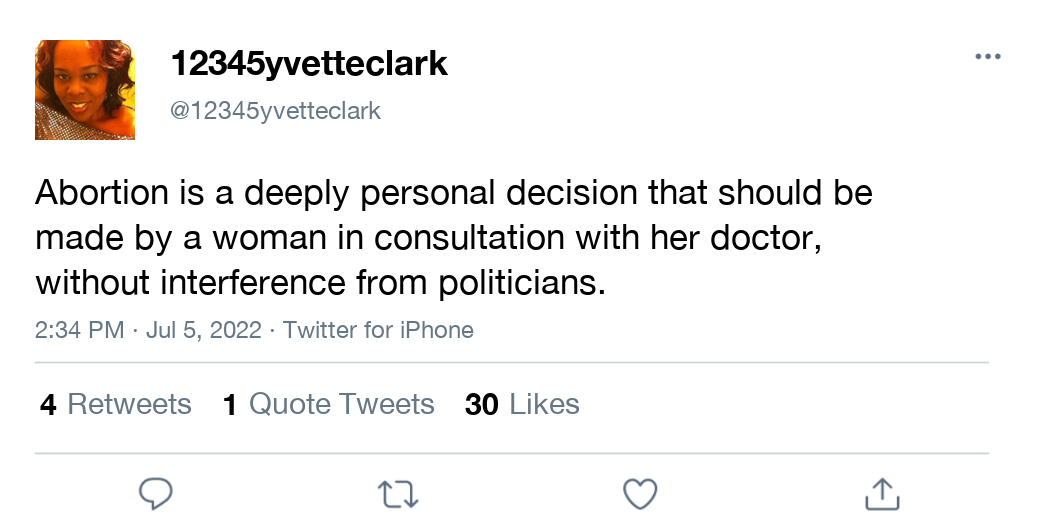 12345yvetteclark
@12345yvetteclark
Abortion is a deeply personal decision that should be
made by a woman in consultation with her doctor,
without interference from politicians.
2:34 PM · Jul 5, 2022 · Twitter for iPhone
4 Retweets 1 Quote Tweets 30 Likes